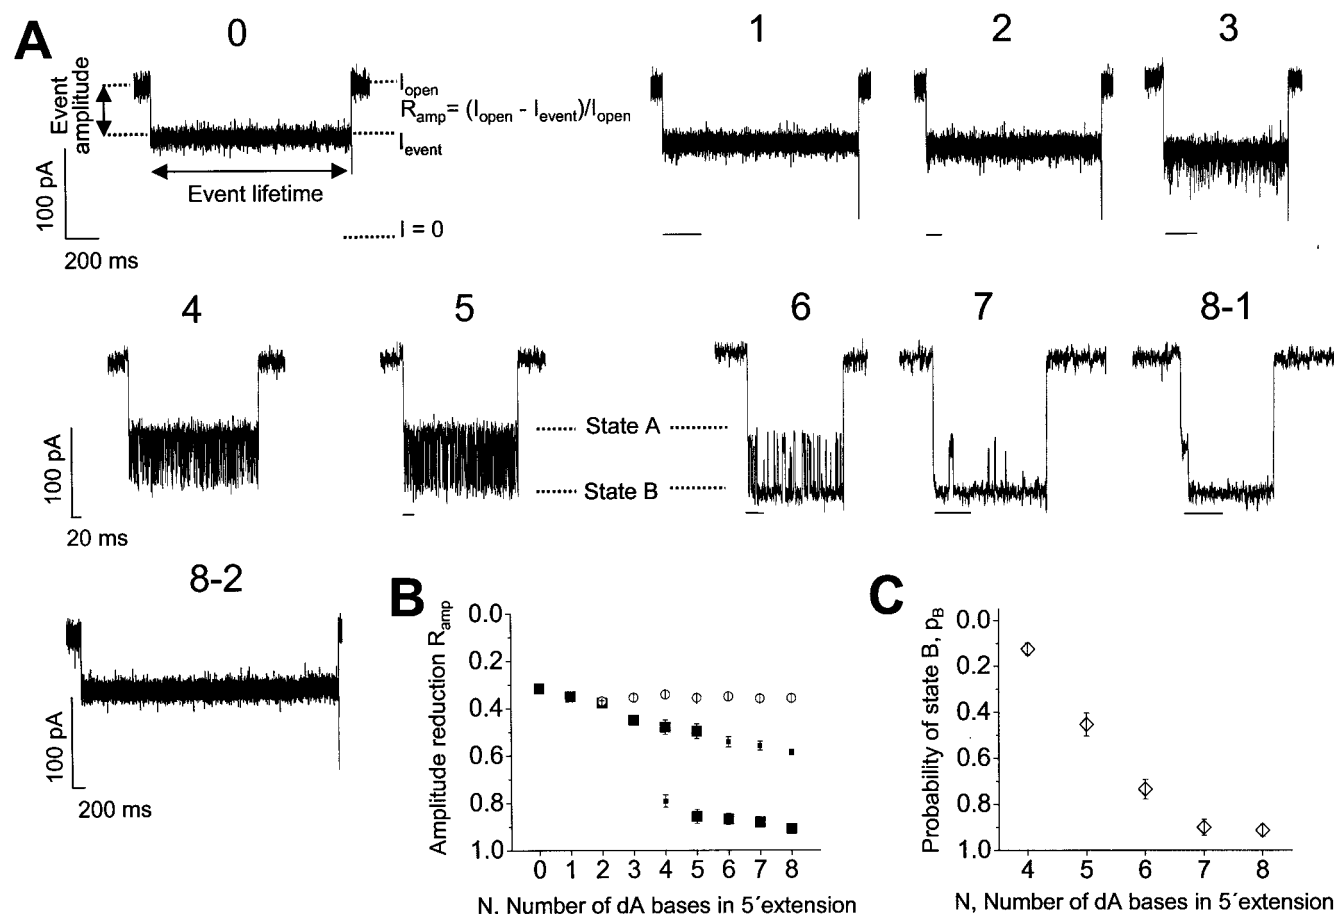 A
0
1
2
3
Event amplitude
I_open
R_amp= (I_open - I_event)/I_open
I_event
Event lifetime
100 pA
200 ms
I = 0
4
5
6
7
8-1
State A
State B
100 pA
20 ms
8-2
100 pA
200 ms
B
Amplitude reduction R_amp
0.0
0.2
0.4
0.6
0.8
1.0
0 1 2 3 4 5 6 7 8
N, Number of dA bases in 5´extension
C
Probability of state B, p_B
0.0
0.2
0.4
0.6
0.8
1.0
4 5 6 7 8
N, Number of dA bases in 5´extension